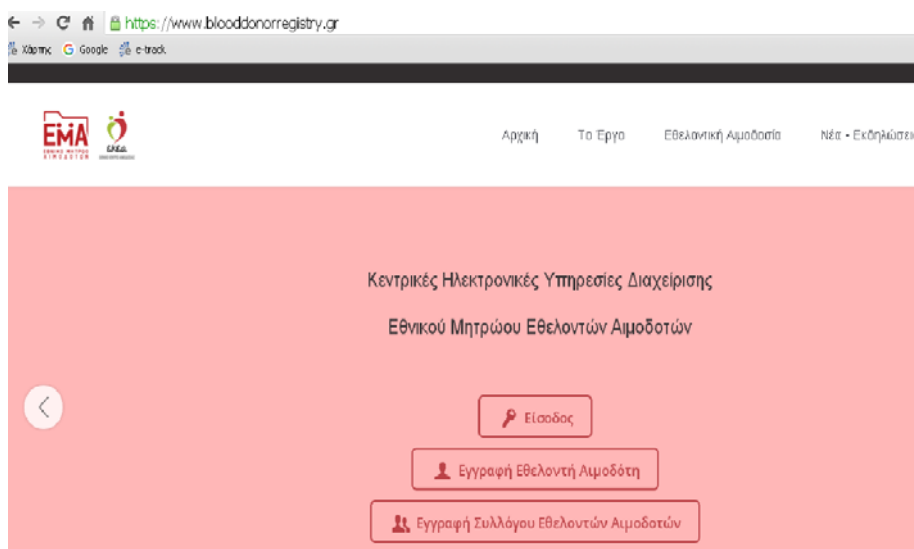 https://www.blooddonorregistry.gr
Χάρτης Google e-track
ΕΜΑ
Αρχική Το Έργο Εθελοντική Αιμοδοσία Νέα - Εκδηλώσει
Κεντρικές Ηλεκτρονικές Υπηρεσίες Διαχείρισης
Εθνικού Μητρώου Εθελοντών Αιμοδοτών
Είσοδος
Εγγραφή Εθελοντή Αιμοδότη
Εγγραφή Συλλόγου Εθελοντών Αιμοδοτών